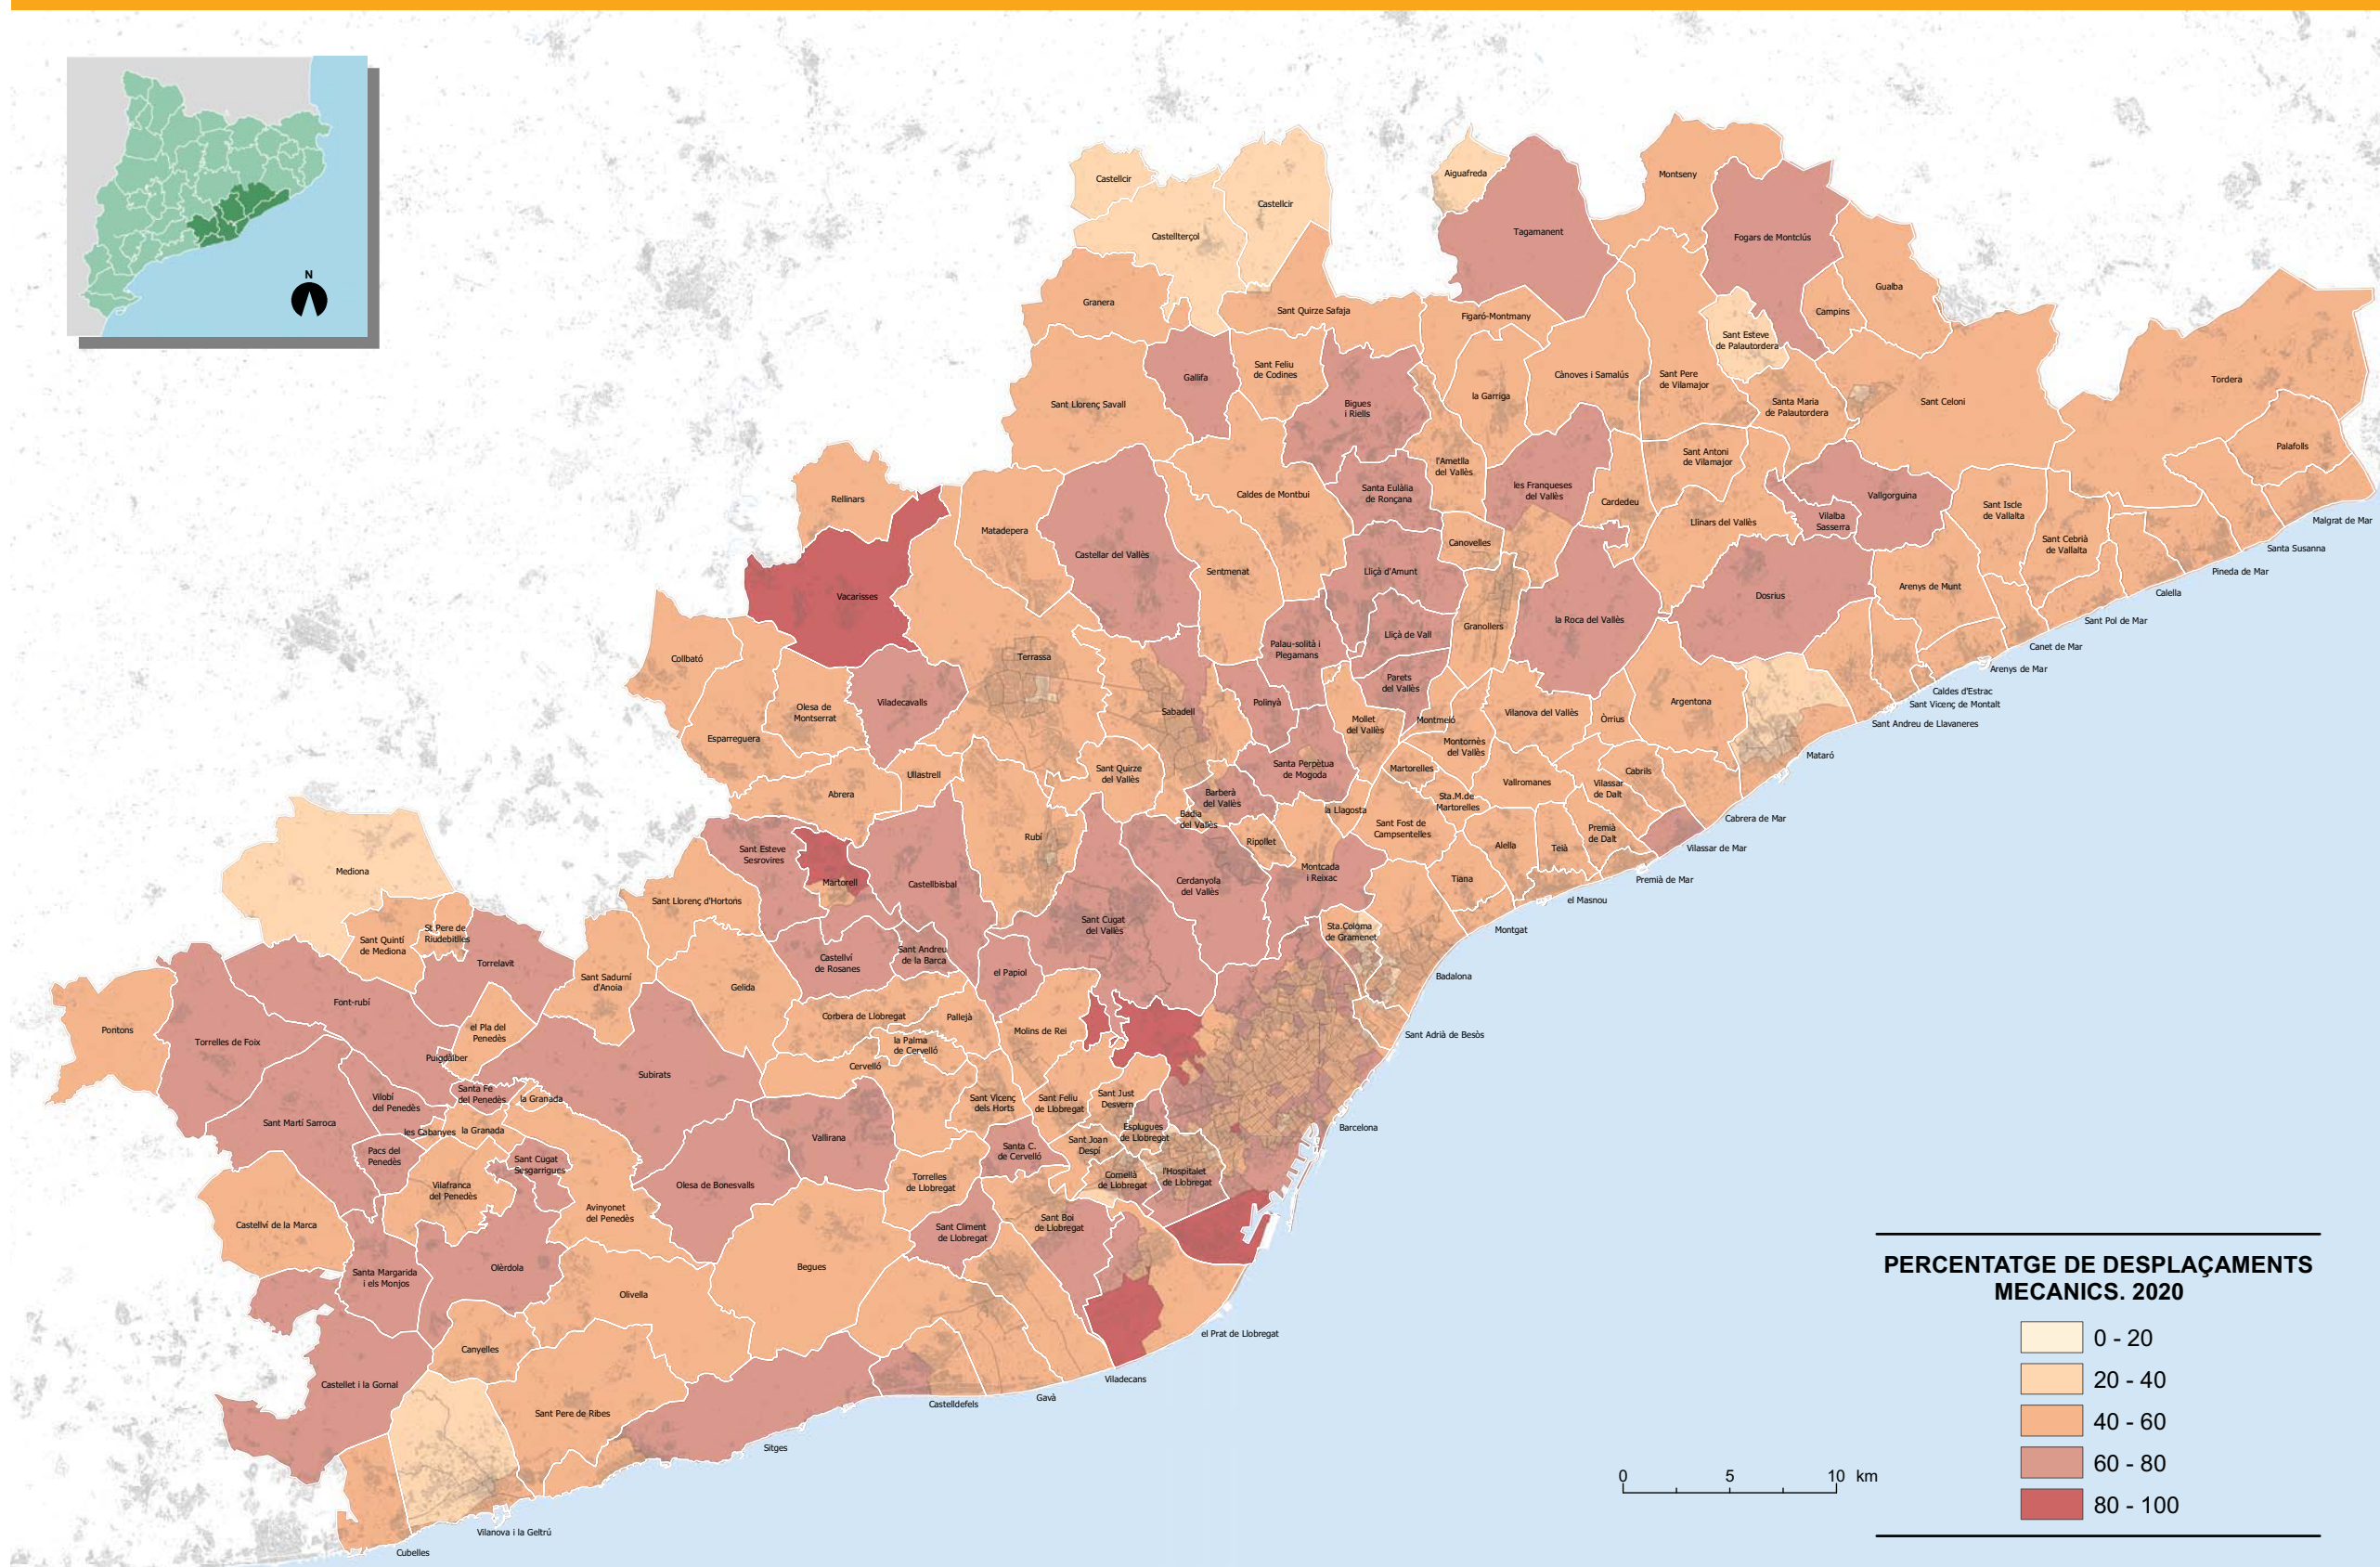 N
Castellcir
Castellcir
Castellterçol
Aiguafreda
Tagamanent
Montseny
Fogars de Montclús
Gualba
Granera
Sant Quirze Safaja
Figaró-Montmany
Campins
Sant Esteve
de Palautordera
Tordera
Gallifa
Sant Feliu
de Codines
Cànoves i Samalús
Sant Pere
de Vilamajor
la Garriga
Sant Llorenç Savall
Bigues
i Riells
Santa Maria
de Palautordera
Sant Celoni
Palafolls
Sant Antoni
de Vilamajor
l'Ametlla
del Vallès
Rellinars
Caldes de Montbui
Santa Eulàlia
de Ronçana
les Franqueses
del Vallès
Cardedeu
Vallgorguina
Sant Iscle
de Vallalta
Vilalba
Sasserra
Llinars del Vallès
Malgrat de Mar
Matadepera
Canovelles
Sant Cebrià
de Vallalta
Santa Susanna
Castellar del Vallès
Sentmenat
Lliçà d'Amunt
Pineda de Mar
Vacarisses
Dosrius
Arenys de Munt
Calella
la Roca del Vallès
Sant Pol de Mar
Granollers
Lliçà de Vall
Palau-solità i
Plegamans
Canet de Mar
Collbató
Terrassa
Arenys de Mar
Parets
del Vallès
Caldes d'Estrac
Viladecavalls
Polinyà
Argentona
Sant Vicenç de Montalt
Olesa de
Montserrat
Sabadell
Mollet
del Vallès
Montmeló
Vilanova del Vallès
Òrrius
Sant Andreu de Llavaneres
Esparreguera
Montornès
del Vallès
Mataró
Ullastrell
Sant Quirze
del Vallès
Santa Perpètua
de Mogoda
Martorelles
Vallromanes
Cabrils
Vilassar
de Dalt
Abrera
Barberà
del Vallès
Sta.M.de
Martorelles
Badia
del Vallès
la Llagosta
Cabrera de Mar
Sant Fost de
Campsentelles
Premià
de Dalt
Rubí
Ripollet
Alella
Teià
Vilassar de Mar
Sant Esteve
Sesrovires
Mediona
Martorell
Castellbisbal
Cerdanyola
del Vallès
Montcada
i Reixac
Tiana
Premià de Mar
Sant Llorenç d'Hortons
el Masnou
Sant Cugat
del Vallès
Sta.Coloma
de Gramenet
Montgat
St Pere de
Riudebitlles
Sant Quintí
de Mediona
Sant Andreu
de la Barca
Castellví
de Rosanes
Torrelavit
el Papiol
Badalona
Sant Sadurní
d'Anoia
Gelida
Font-rubí
Corbera de Llobregat
Pallejà
Pontons
el Pla del
Penedès
Molins de Rei
Sant Adrià de Besòs
Torrelles de Foix
la Palma
de Cervelló
Puigdàlber
Cervelló
Subirats
Santa Fe
del Penedès
la Granada
Vilobí
del Penedès
Sant Vicenç
dels Horts
Sant Feliu
de Llobregat
Sant Just
Desvern
Sant Martí Sarroca
les Cabanyes
la Granada
Vallirana
Esplugues
de Llobregat
Barcelona
Sant Joan
Despí
Santa C.
de Cervelló
Pacs del
Penedès
Sant Cugat
Sesgarrigues
Olesa de Bonesvalls
Torrelles
de Llobregat
Cornellà
de Llobregat
l'Hospitalet
de Llobregat
Vilafranca
del Penedès
Avinyonet
del Penedès
Castellví de la Marca
Sant Climent
de Llobregat
Sant Boi
de Llobregat
Santa Margarida
i els Monjos
Olèrdola
Begues
Olivella
el Prat de Llobregat
Canyelles
Viladecans
Castellet i la Gornal
Gavà
Castelldefels
Sant Pere de Ribes
Sitges
Vilanova i la Geltrú
Cubelles
0 5 10 km
PERCENTATGE DE DESPLAÇAMENTS
MECANICS. 2020
0 - 20
20 - 40
40 - 60
60 - 80
80 - 100